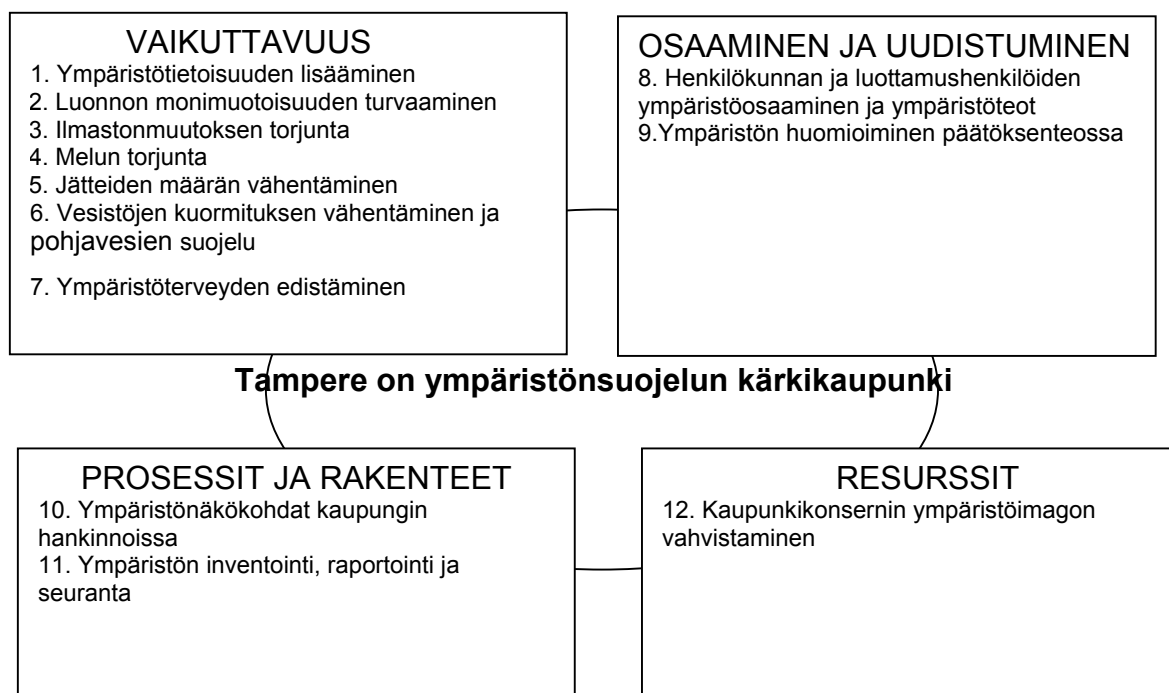 VAIKUTTAVUUS
1. Ympäristötietoisuuden lisääminen
2. Luonnon monimuotoisuuden turvaaminen
3. Ilmastonmuutoksen torjunta
4. Melun torjunta
5. Jätteiden määrän vähentäminen
6. Vesistöjen kuormituksen vähentäminen ja
pohjavesien suojelu
7. Ympäristöterveyden edistäminen
OSAAMINEN JA UUDISTUMINEN
8. Henkilökunnan ja luottamushenkilöiden
ympäristöosaaminen ja ympäristöteot
9.Ympäristön huomioiminen päätöksenteossa
Tampere on ympäristönsuojelun kärkikaupunki
PROSESSIT JA RAKENTEET
10. Ympäristönäkökohdat kaupungin
hankinnoissa
11. Ympäristön inventointi, raportointi ja
seuranta
RESURSSIT
12. Kaupunkikonsernin ympäristöimagon
vahvistaminen